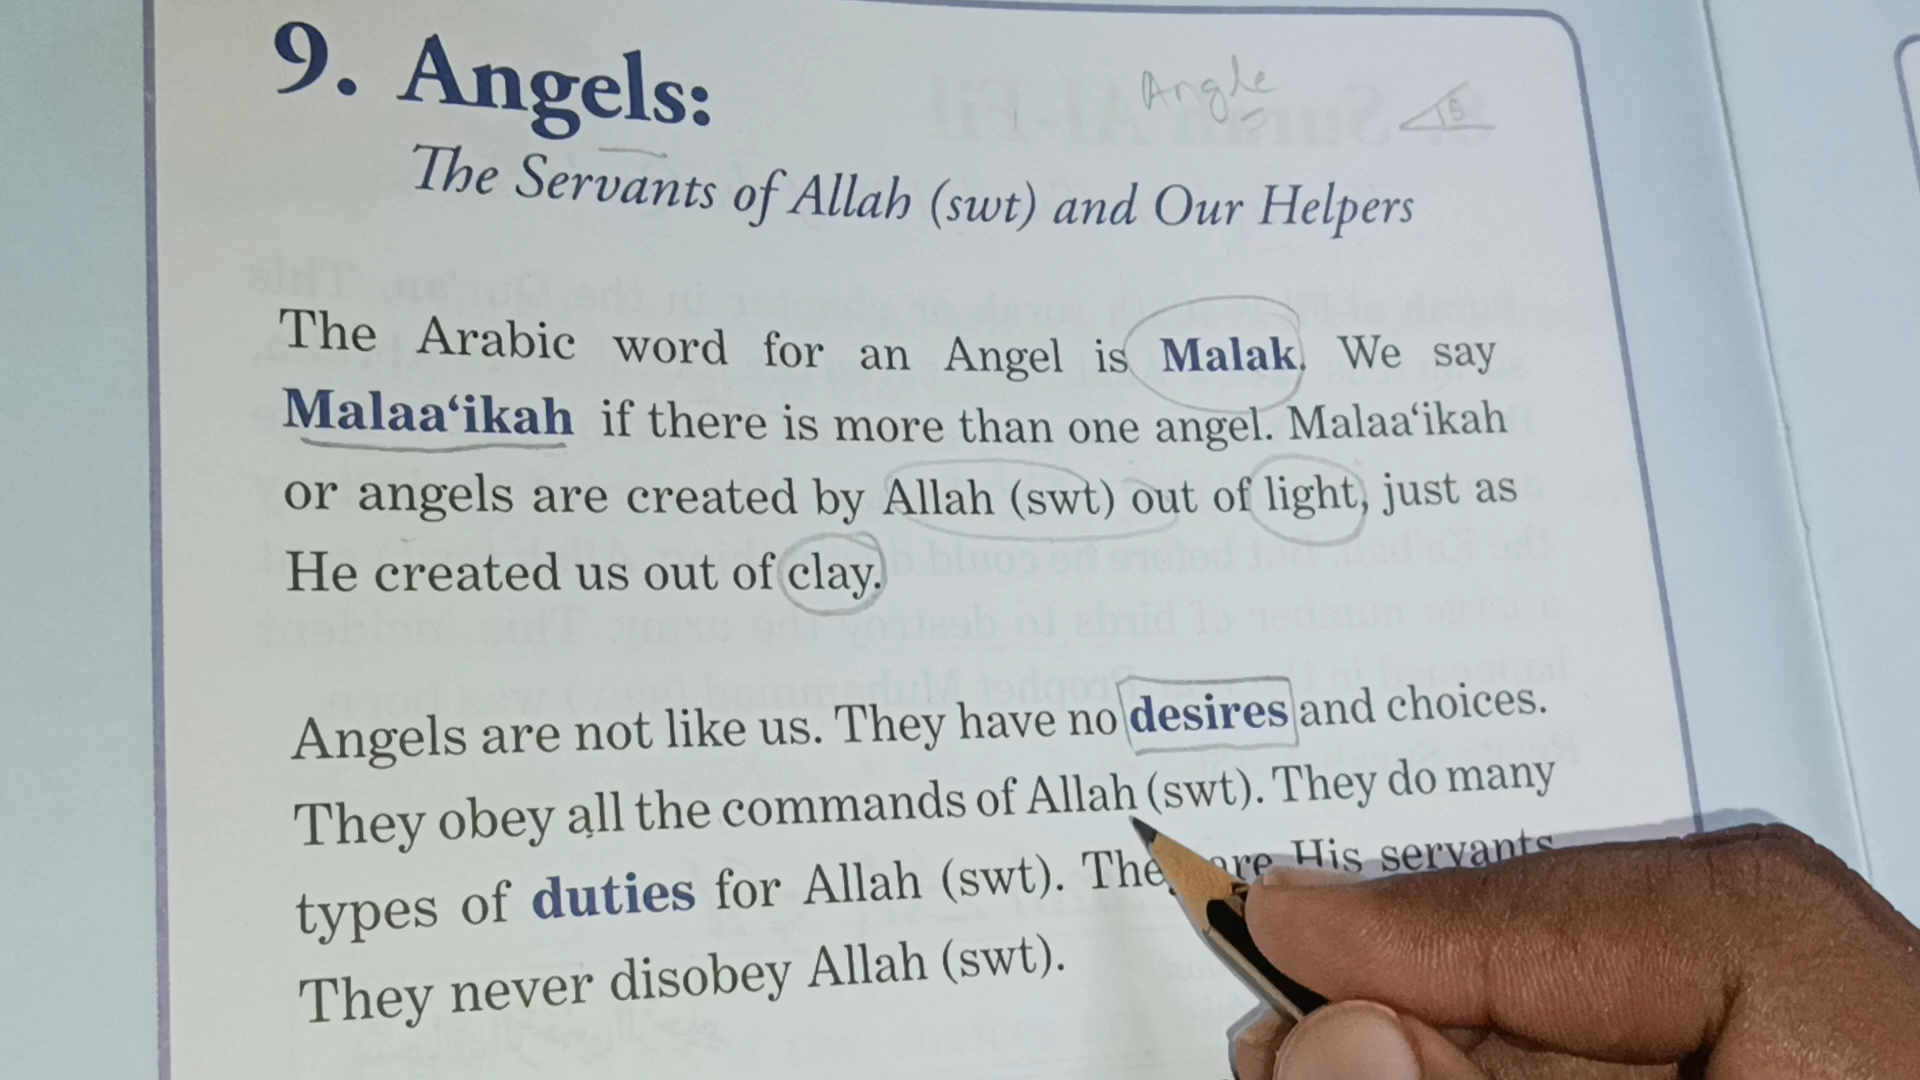 9. Angels:
Angle
The Servants of Allah (swt) and Our Helpers
The Arabic word for an Angel is Malak. We say
Malaa‘ikah if there is more than one angel. Malaa‘ikah
or angels are created by Allah (swt) out of light, just as
He created us out of clay.
Angels are not like us. They have no desires and choices.
They obey all the commands of Allah (swt). They do many
types of duties for Allah (swt). They are His servants
They never disobey Allah (swt).